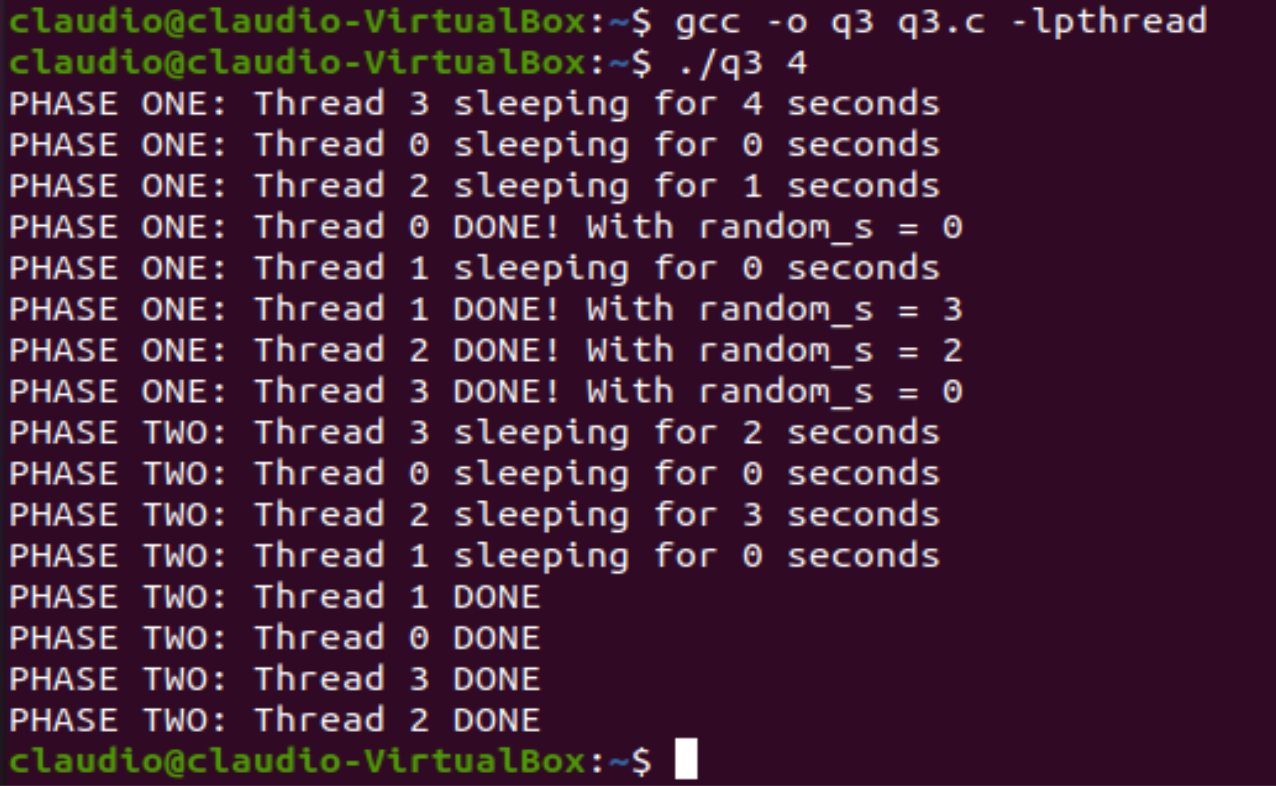 claudio@claudio-VirtualBox:~$ gcc -o q3 q3.c -lpthread
claudio@claudio-VirtualBox:~$ ./q3 4
PHASE ONE: Thread 3 sleeping for 4 seconds
PHASE ONE: Thread 0 sleeping for 0 seconds
PHASE ONE: Thread 2 sleeping for 1 seconds
PHASE ONE: Thread 0 DONE! With random_s = 0
PHASE ONE: Thread 1 sleeping for 0 seconds
PHASE ONE: Thread 1 DONE! With random_s = 3
PHASE ONE: Thread 2 DONE! With random_s = 2
PHASE ONE: Thread 3 DONE! With random_s = 0
PHASE TWO: Thread 3 sleeping for 2 seconds
PHASE TWO: Thread 0 sleeping for 0 seconds
PHASE TWO: Thread 2 sleeping for 3 seconds
PHASE TWO: Thread 1 sleeping for 0 seconds
PHASE TWO: Thread 1 DONE
PHASE TWO: Thread 0 DONE
PHASE TWO: Thread 3 DONE
PHASE TWO: Thread 2 DONE
claudio@claudio-VirtualBox:~$